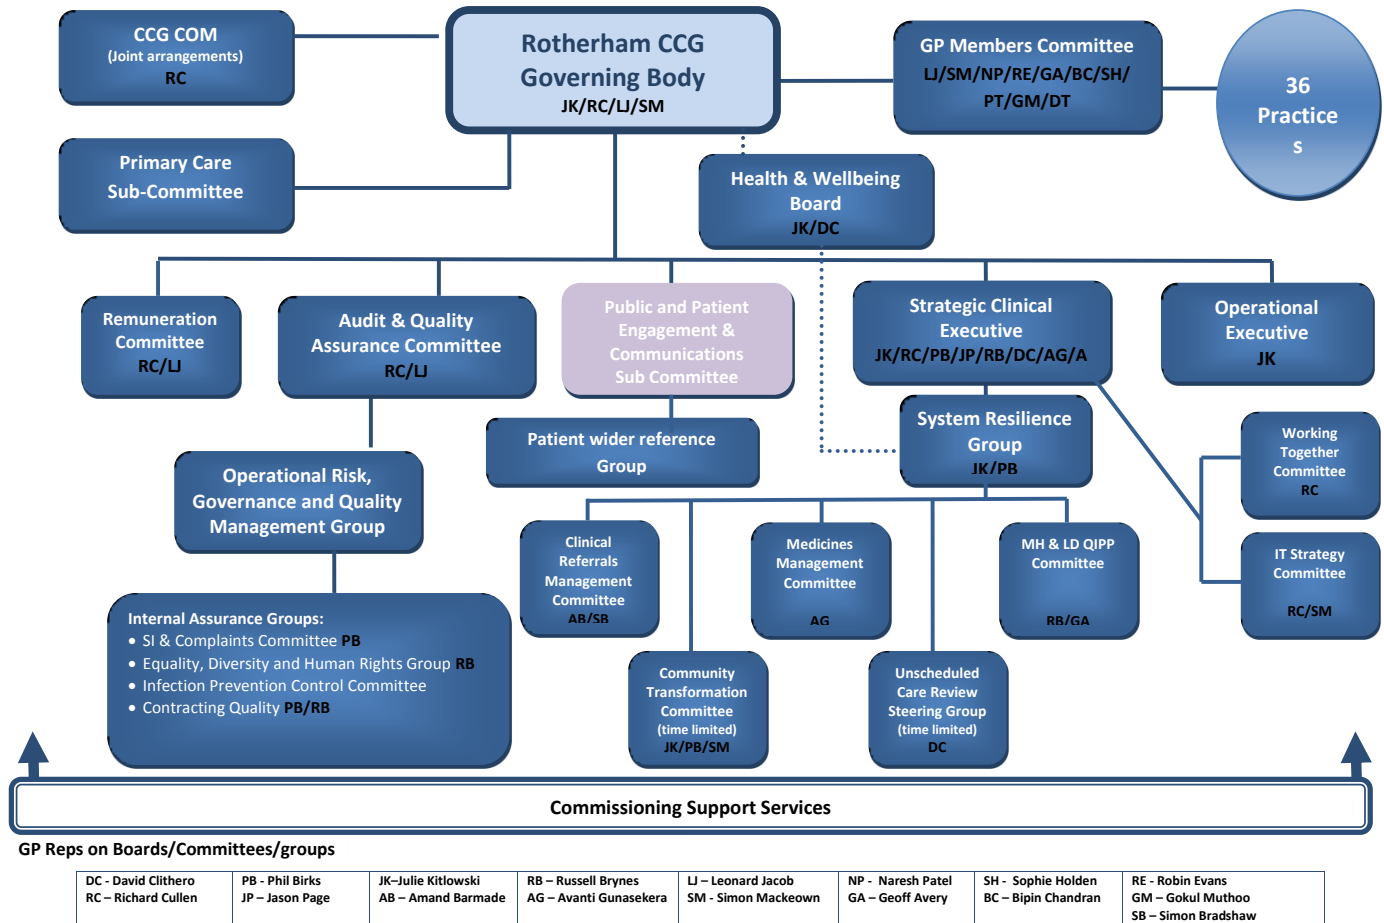 CCG COM
(Joint arrangements)
RC
Rotherham CCG
Governing Body
JK/RC/LJ/SM
GP Members Committee
LJ/SM/NP/RE/GA/BC/SH/
PT/GM/DT
36
Practice
s
Primary Care
Sub-Committee
Health & Wellbeing
Board
JK/DC
Remuneration
Committee
RC/LJ
Audit & Quality
Assurance Committee
RC/LJ
Public and Patient
Engagement &
Communications
Sub Committee
Strategic Clinical
Executive
JK/RC/PB/JP/RB/DC/AG/A
Operational
Executive
JK
Patient wider reference
Group
System Resilience
Group
JK/PB
Working
Together
Committee
RC
Operational Risk,
Governance and Quality
Management Group
Clinical
Referrals
Management
Committee
AB/SB
Medicines
Management
Committee
AG
MH & LD QIPP
Committee
RB/GA
IT Strategy
Committee
RC/SM
Internal Assurance Groups:
• SI & Complaints Committee PB
• Equality, Diversity and Human Rights Group RB
• Infection Prevention Control Committee
• Contracting Quality PB/RB
Community
Transformation
Committee
(time limited)
JK/PB/SM
Unscheduled
Care Review
Steering Group
(time limited)
DC
Commissioning Support Services
GP Reps on Boards/Committees/groups
DC - David Clithero
RC – Richard Cullen
PB - Phil Birks
JP – Jason Page
JK–Julie Kitlowski
AB – Amand Barmade
RB – Russell Brynes
AG – Avanti Gunasekera
LJ – Leonard Jacob
SM - Simon Mackeown
NP - Naresh Patel
GA – Geoff Avery
SH - Sophie Holden
BC – Bipin Chandran
RE - Robin Evans
GM – Gokul Muthoo
SB – Simon Bradshaw